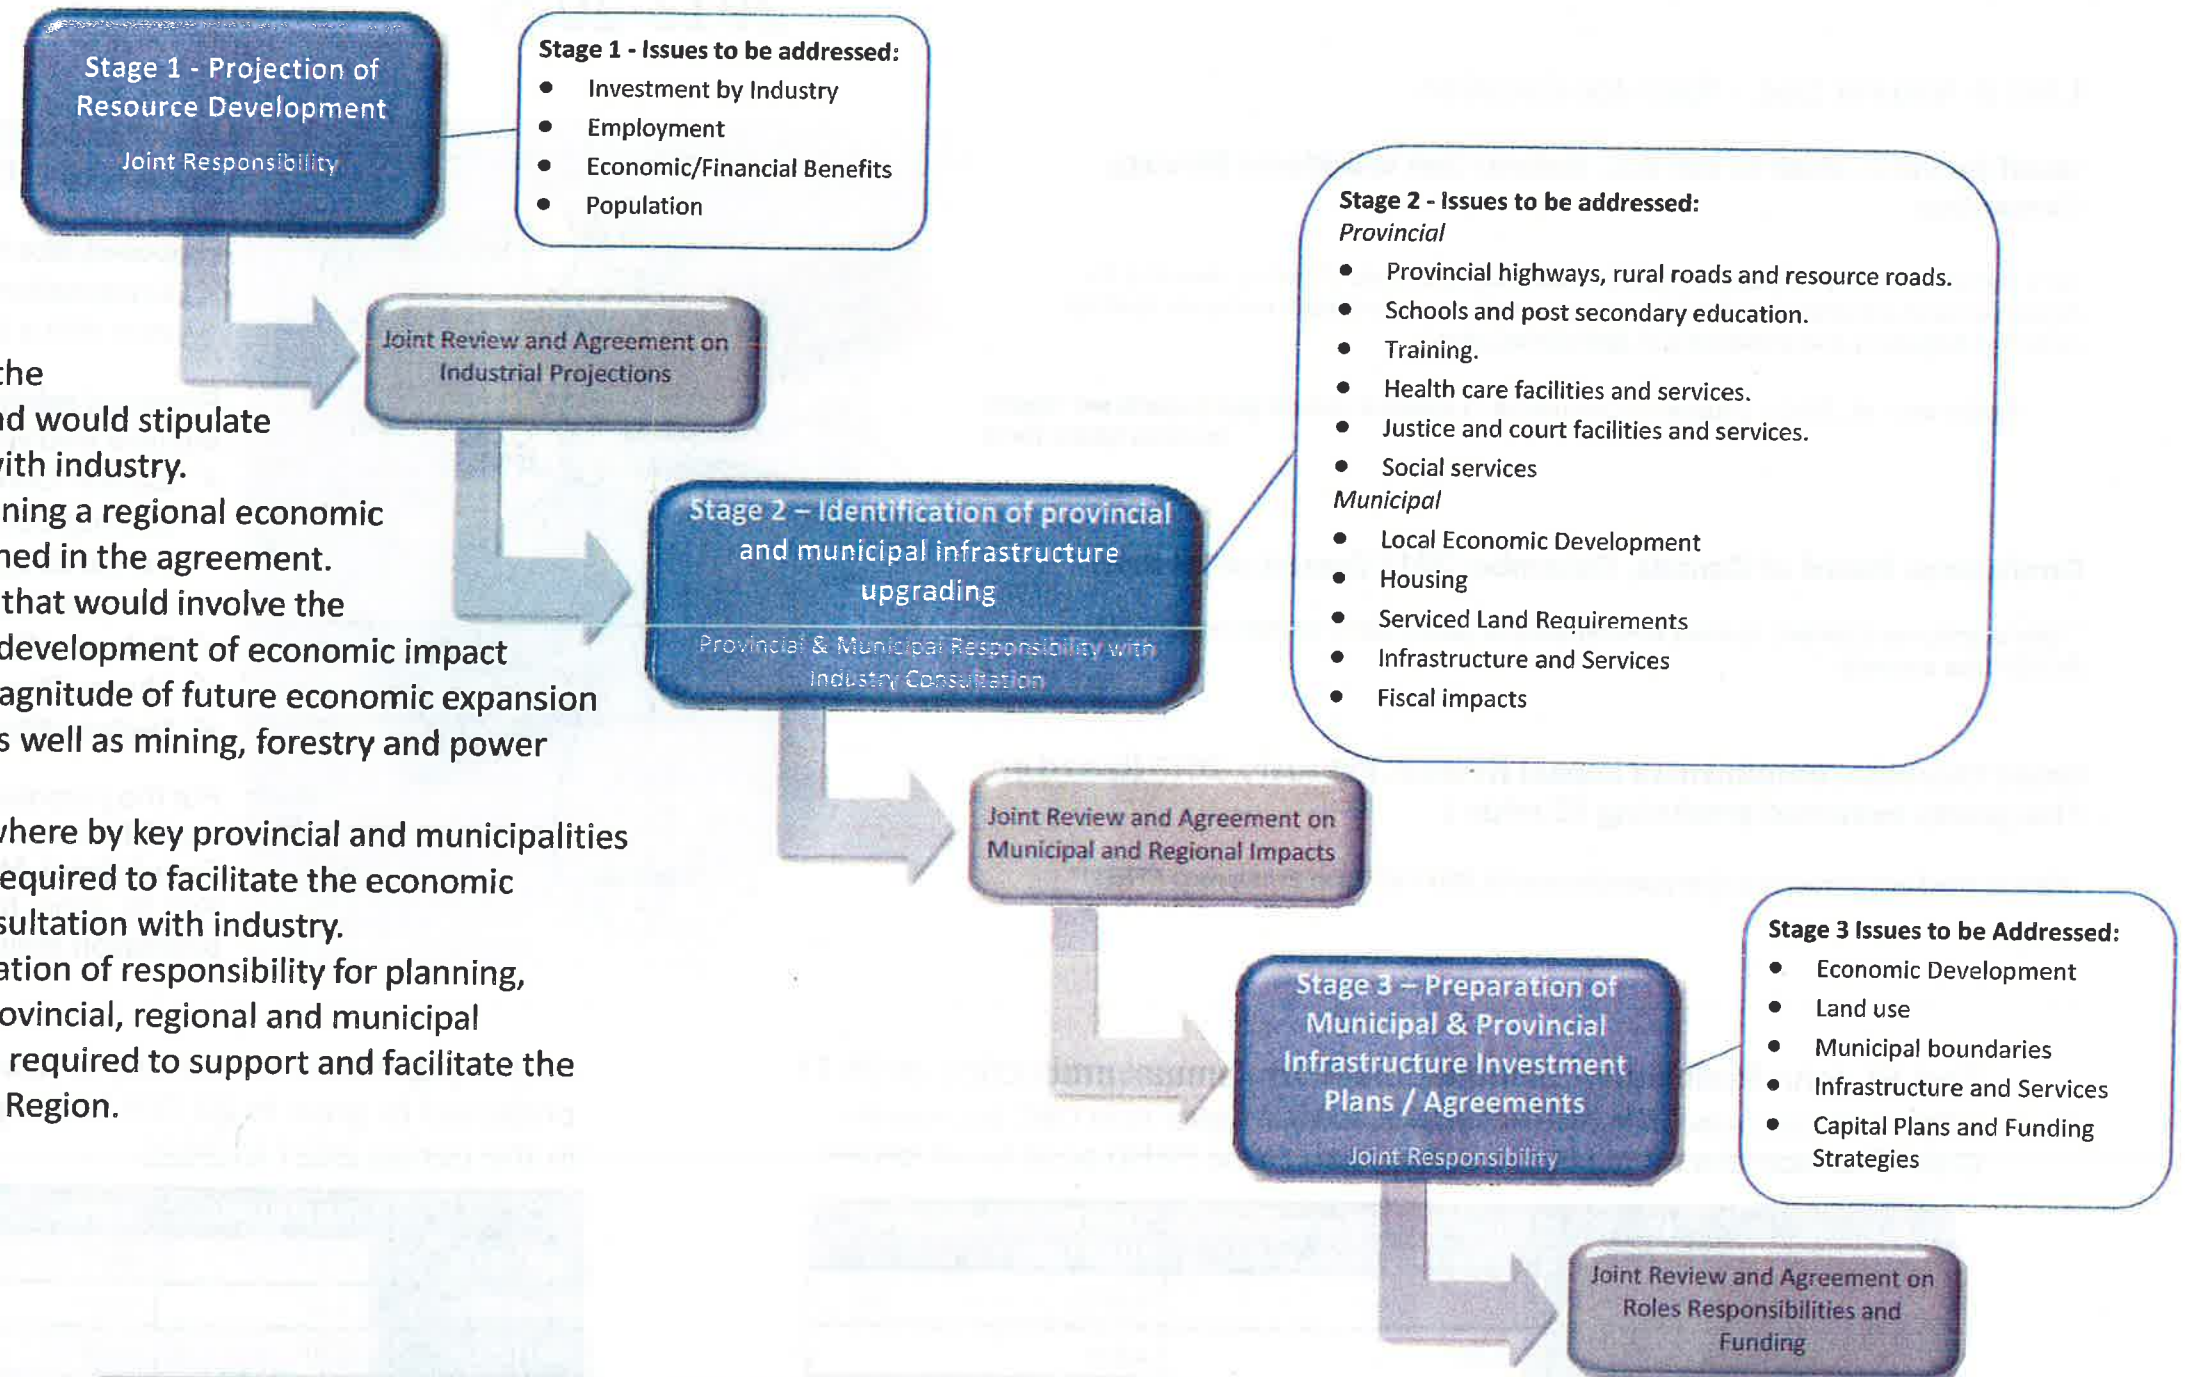 Stage 1 - Projection of
Resource Development
Joint Responsibility
Stage 1 - Issues to be addressed:
• Investment by Industry
• Employment
• Economic/Financial Benefits
• Population
Joint Review and Agreement on
Industrial Projections
the
would stipulate
with industry.
a regional economic
in the agreement.
that would involve the
development of economic impact
of future economic expansion
well as mining, forestry and power
where by key provincial and municipalities
required to facilitate the economic
with industry.
of responsibility for planning,
regional and municipal
required to support and facilitate the
Region.
Stage 2 – Identification of provincial
and municipal infrastructure
upgrading
Provincial & Municipal Responsibility with
Industry Consultation
Stage 2 - Issues to be addressed:
Provincial
• Provincial highways, rural roads and resource roads.
• Schools and post secondary education.
• Training.
• Health care facilities and services.
• Justice and court facilities and services.
• Social services
Municipal
• Local Economic Development
• Housing
• Serviced Land Requirements
• Infrastructure and Services
• Fiscal impacts
Joint Review and Agreement on
Municipal and Regional Impacts
Stage 3 – Preparation of
Municipal & Provincial
Infrastructure Investment
Plans / Agreements
Joint Responsibility
Stage 3 Issues to be Addressed:
• Economic Development
• Land use
• Municipal boundaries
• Infrastructure and Services
• Capital Plans and Funding
Strategies
Joint Review and Agreement on
Roles Responsibilities and
Funding